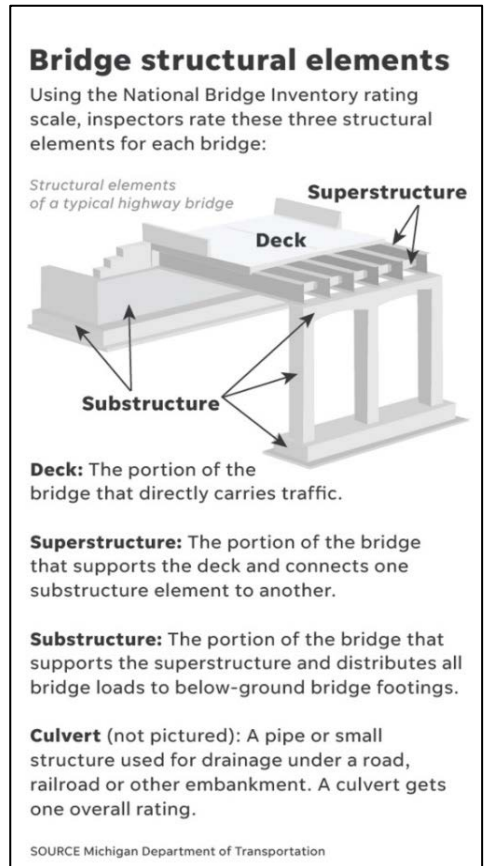 Bridge structural elements
Using the National Bridge Inventory rating
scale, inspectors rate these three structural
elements for each bridge:
Structural elements
of a typical highway bridge
Superstructure
Deck
Substructure
Deck: The portion of the
bridge that directly carries traffic.
Superstructure: The portion of the bridge
that supports the deck and connects one
substructure element to another.
Substructure: The portion of the bridge that
supports the superstructure and distributes all
bridge loads to below-ground bridge footings.
Culvert (not pictured): A pipe or small
structure used for drainage under a road,
railroad or other embankment. A culvert gets
one overall rating.
SOURCE Michigan Department of Transportation